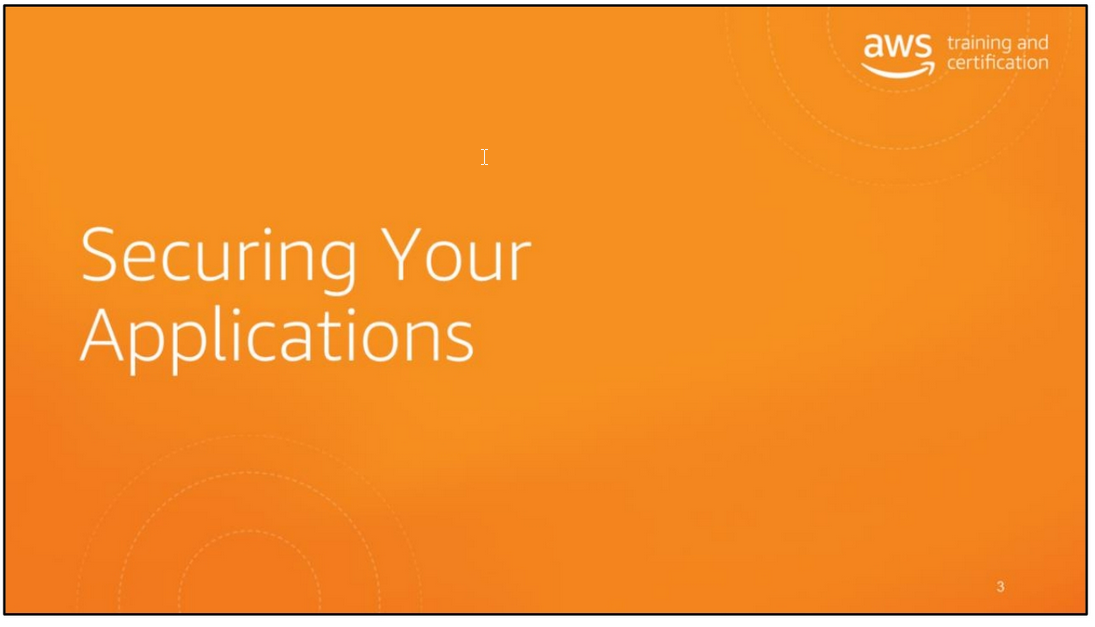 aws training and
certification
Securing Your
Applications
3